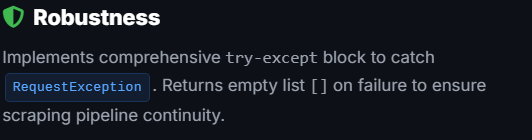 Robustness
Implements comprehensive try-except block to catch
RequestException. Returns empty list [] on failure to ensure
scraping pipeline continuity.